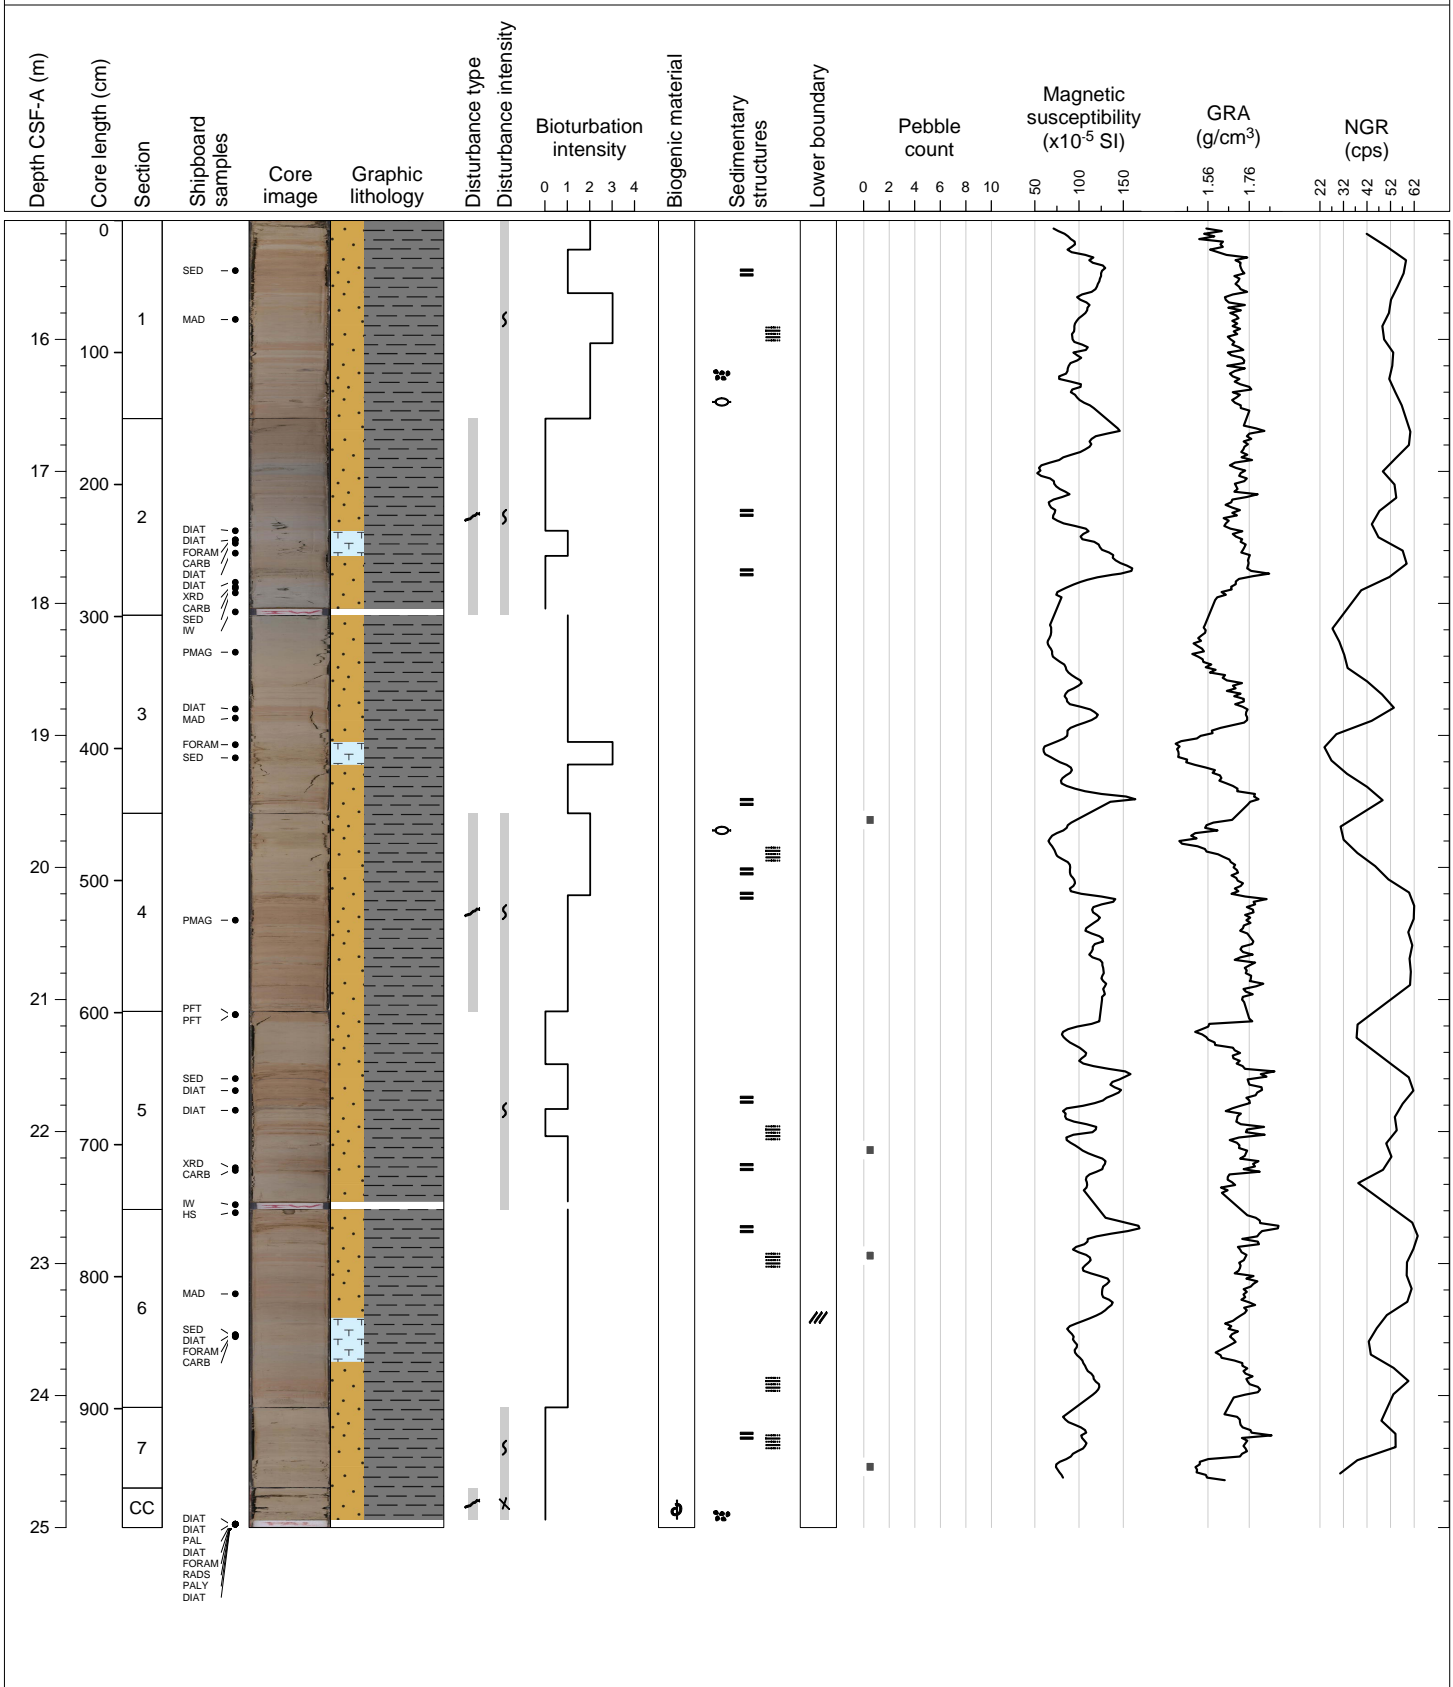 Depth CSF-A (m)
Core length (cm)
Section
Shipboard
samples
Core
image
Graphic
lithology
Disturbance type
Disturbance intensity
Bioturbation
intensity
0 1 2 3 4
Biogenic material
Sedimentary
structures
Lower boundary
Pebble
count
0 2 4 6 8 10
Magnetic
susceptibility
(x10-5 SI)
50 100 150
GRA
(g/cm3)
1.56 1.76
NGR
(cps)
22 32 42 52 62
0
SED
1
MAD
16
100
17
200
2
DIAT
DIAT
FORAM
CARB
DIAT
DIAT
XRD
CARB
SED
IW
18
300
PMAG
3
DIAT
MAD
19
400
FORAM
SED
20
500
4
PMAG
21
600
PFT
PFT
SED
DIAT
5
DIAT
22
700
XRD
CARB
IW
HS
23
800
MAD
6
SED
DIAT
FORAM
CARB
24
900
7
CC
25
DIAT
DIAT
PAL
DIAT
FORAM
RADS
PALY
DIAT